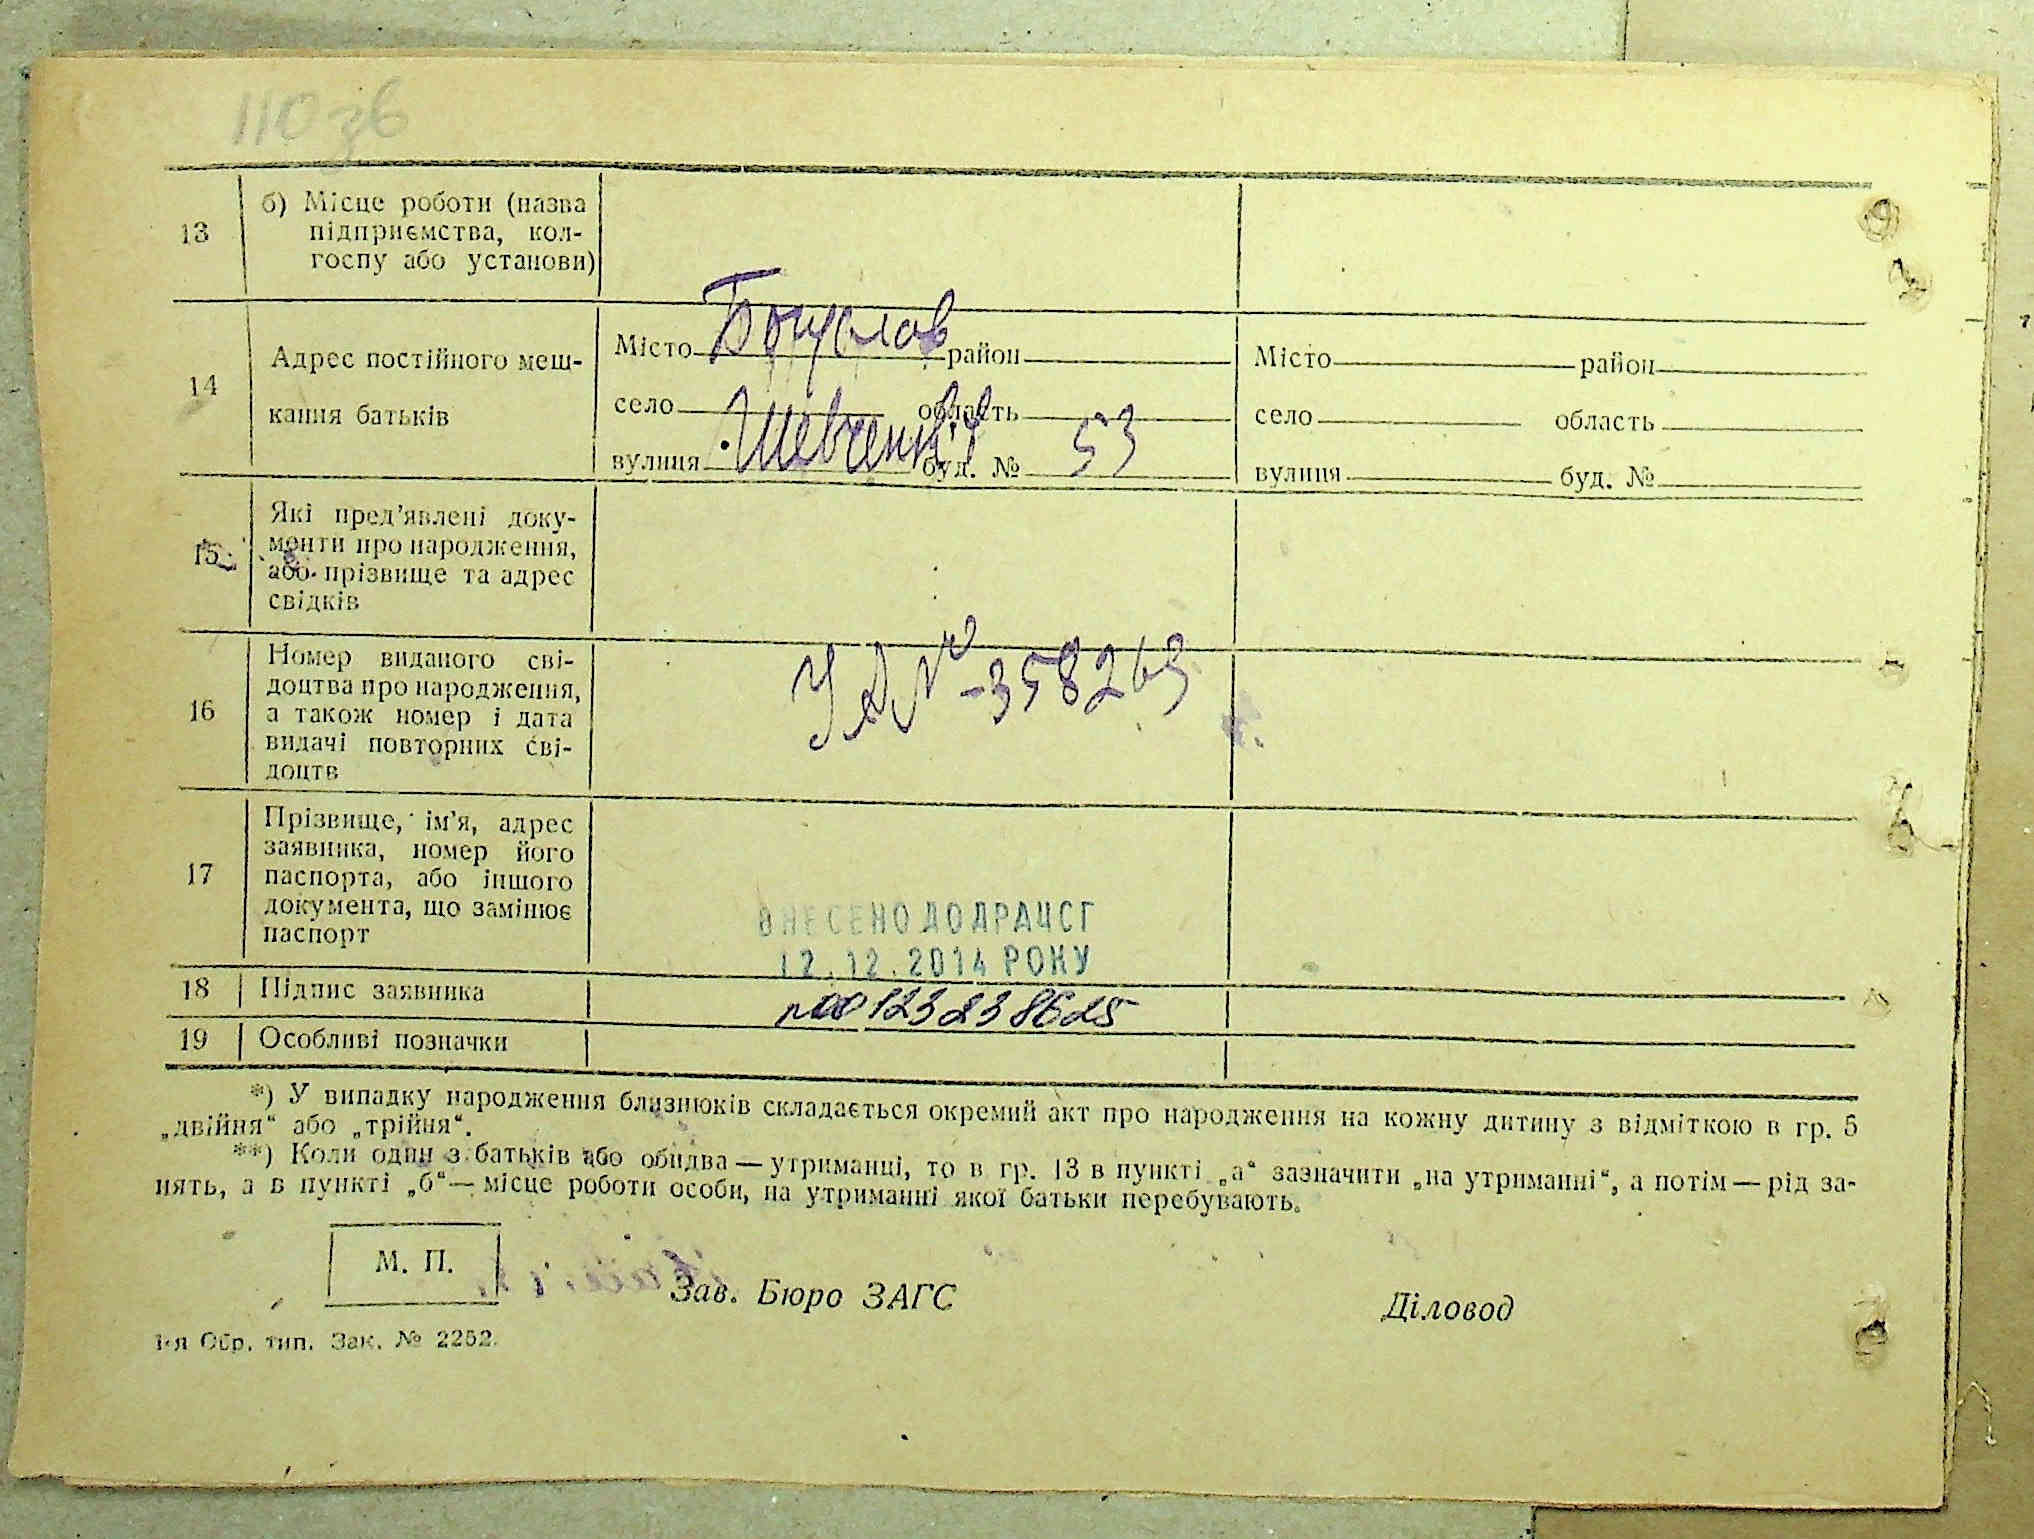 110 зв
13 б) Місце роботи (назва
підприємства, кол-
госпу або установи)
14 Адрес постійного меш-
кання батьків
Місто Богуслав район
село область
вулиця Шевченка буд. № 53
Місто район
село область
вулиця буд. №
15 Які пред’явлені доку-
менти про народження,
або прізвище та адрес
свідків
16 Номер виданого сві-
доцтва про народження,
а також номер і дата
видачі повторних сві-
доцтв
УА № - 358269
17 Прізвище, ім’я, адрес
заявника, номер його
паспорта, або іншого
документа, що замінює
паспорт
ВНЕСЕНО ДО ДРАЦСГ
12.12.2014 РОКУ
18 Підпис заявника
00123238625
19 Особливі позначки
*) У випадку народження близнюків складається окремий акт про народження на кожну дитину з відміткою в гр. 5
„двійня“ або „трійня“.
**) Коли один з батьків або обидва — утриманці, то в гр. 13 в пункті „а“ зазначити „на утриманні“, а потім — рід за-
нять, а в пункті „б“ — місце роботи особи, на утриманні якої батьки перебувають.
М. П.
Зав. Бюро ЗАГС
Діловод
1-я Обр. тип. Зак. № 2252.